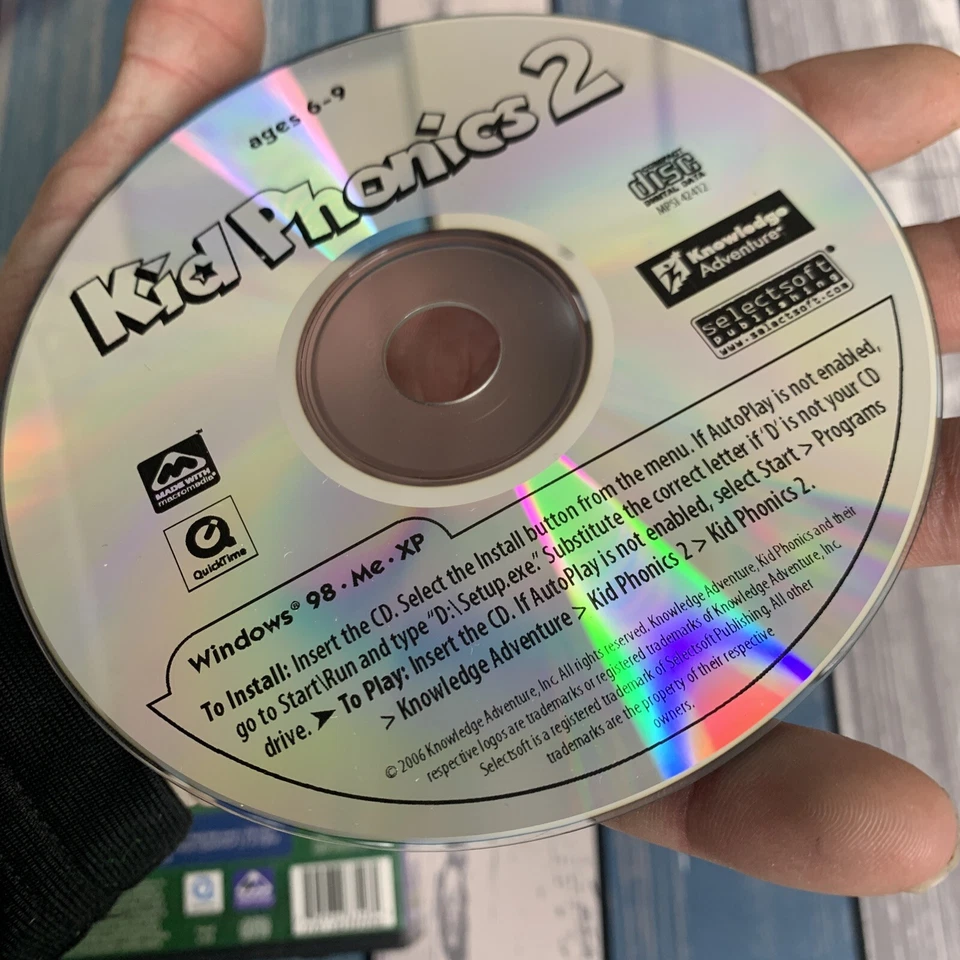 ages 6-9
Kid Phonics 2
COMPACT
disc
DIGITAL DATA
MPSI 42412
Knowledge
Adventure®
selectsoft®
publishing
www.selectsoft.com
MADE WITH
macromedia®
™
QuickTime
Windows® 98 · Me · XP
To Install: Insert the CD. Select the Install button from the menu. If AutoPlay is not enabled,
go to Start\Run and type "D:\Setup.exe." Substitute the correct letter if 'D' is not your CD
drive. ➤ To Play: Insert the CD. If AutoPlay is not enabled, select Start > Programs
> Knowledge Adventure > Kid Phonics 2 > Kid Phonics 2.
© 2006 Knowledge Adventure, Inc. All rights reserved. Knowledge Adventure, Kid Phonics and their
respective logos are trademarks or registered trademarks of Knowledge Adventure, Inc
Selectsoft is a registered trademark of Selectsoft Publishing. All other
trademarks are the property of their respective
owners.